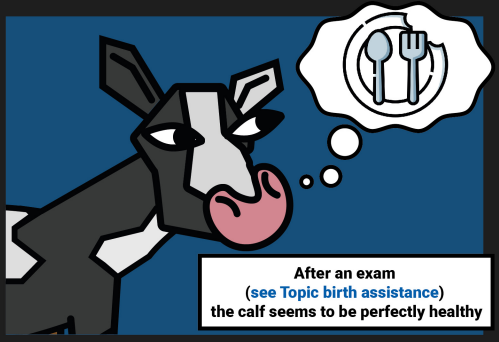 After an exam
(see Topic birth assistance)
the calf seems to be perfectly healthy